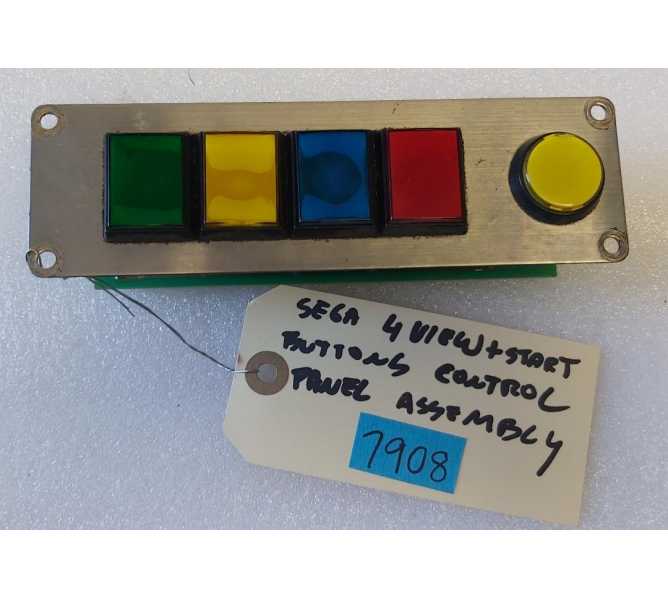 SEGA 4 VIEW + START
BUTTONS CONTROL
PANEL ASSEMBLY
7908